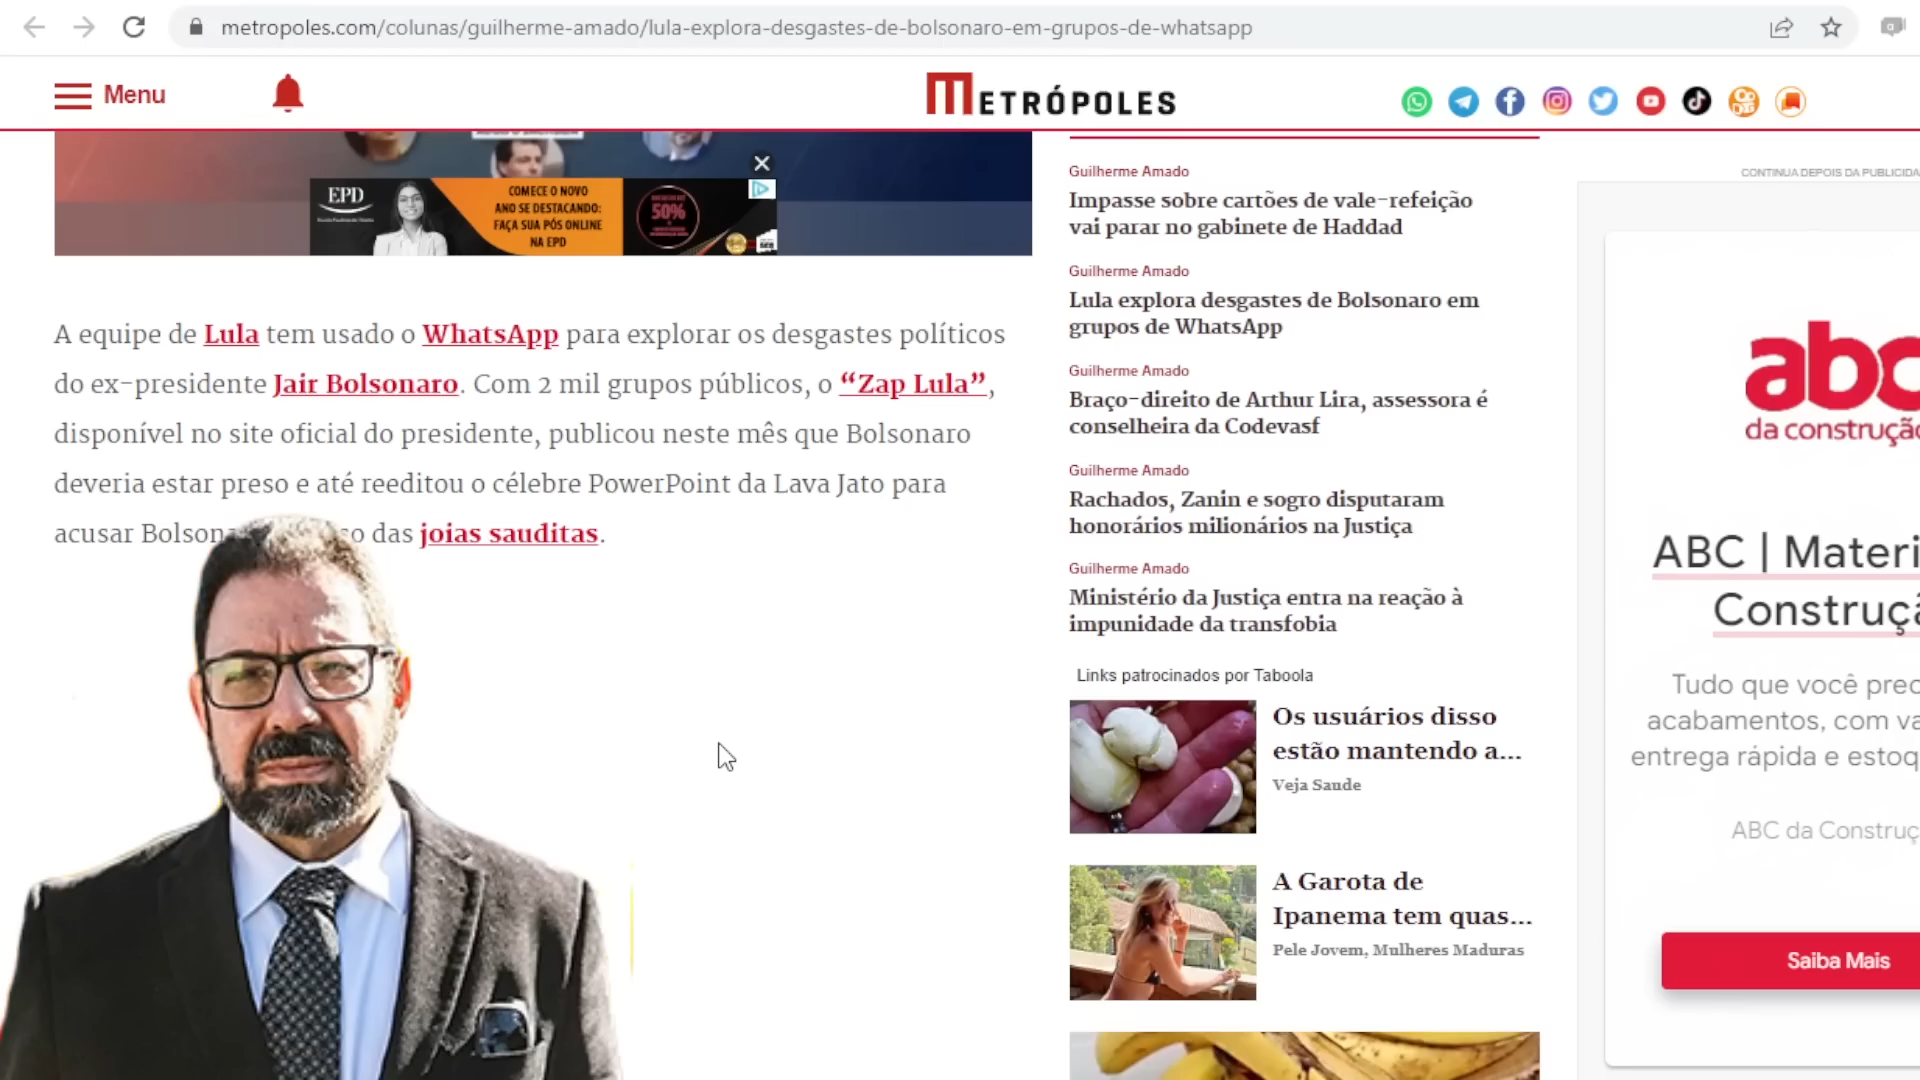 metropoles.com/colunas/guilherme-amado/lula-explora-desgastes-de-bolsonaro-em-grupos-de-whatsapp
Menu
METRÓPOLES
EPD
COMECE O NOVO
ANO SE DESTACANDO:
FAÇA SUA PÓS ONLINE
NA EPD
50%
A equipe de Lula tem usado o WhatsApp para explorar os desgastes políticos
do ex-presidente Jair Bolsonaro. Com 2 mil grupos públicos, o “Zap Lula”,
disponível no site oficial do presidente, publicou neste mês que Bolsonaro
deveria estar preso e até reeditou o célebre PowerPoint da Lava Jato para
acusar Bolson o das joias sauditas.
Guilherme Amado
Impasse sobre cartões de vale-refeição
vai parar no gabinete de Haddad
Guilherme Amado
Lula explora desgastes de Bolsonaro em
grupos de WhatsApp
Guilherme Amado
Braço-direito de Arthur Lira, assessora é
conselheira da Codevasf
Guilherme Amado
Rachados, Zanin e sogro disputaram
honorários milionários na Justiça
Guilherme Amado
Ministério da Justiça entra na reação à
impunidade da transfobia
Links patrocinados por Taboola
Os usuários disso
estão mantendo a...
Veja Saude
A Garota de
Ipanema tem quas...
Pele Jovem, Mulheres Maduras
CONTINUA DEPOIS DA PUBLICIDA
abc
da construçã
ABC | Materi
Construçã
Tudo que você prec
acabamentos, com va
entrega rápida e estoq
ABC da Construç
Saiba Mais